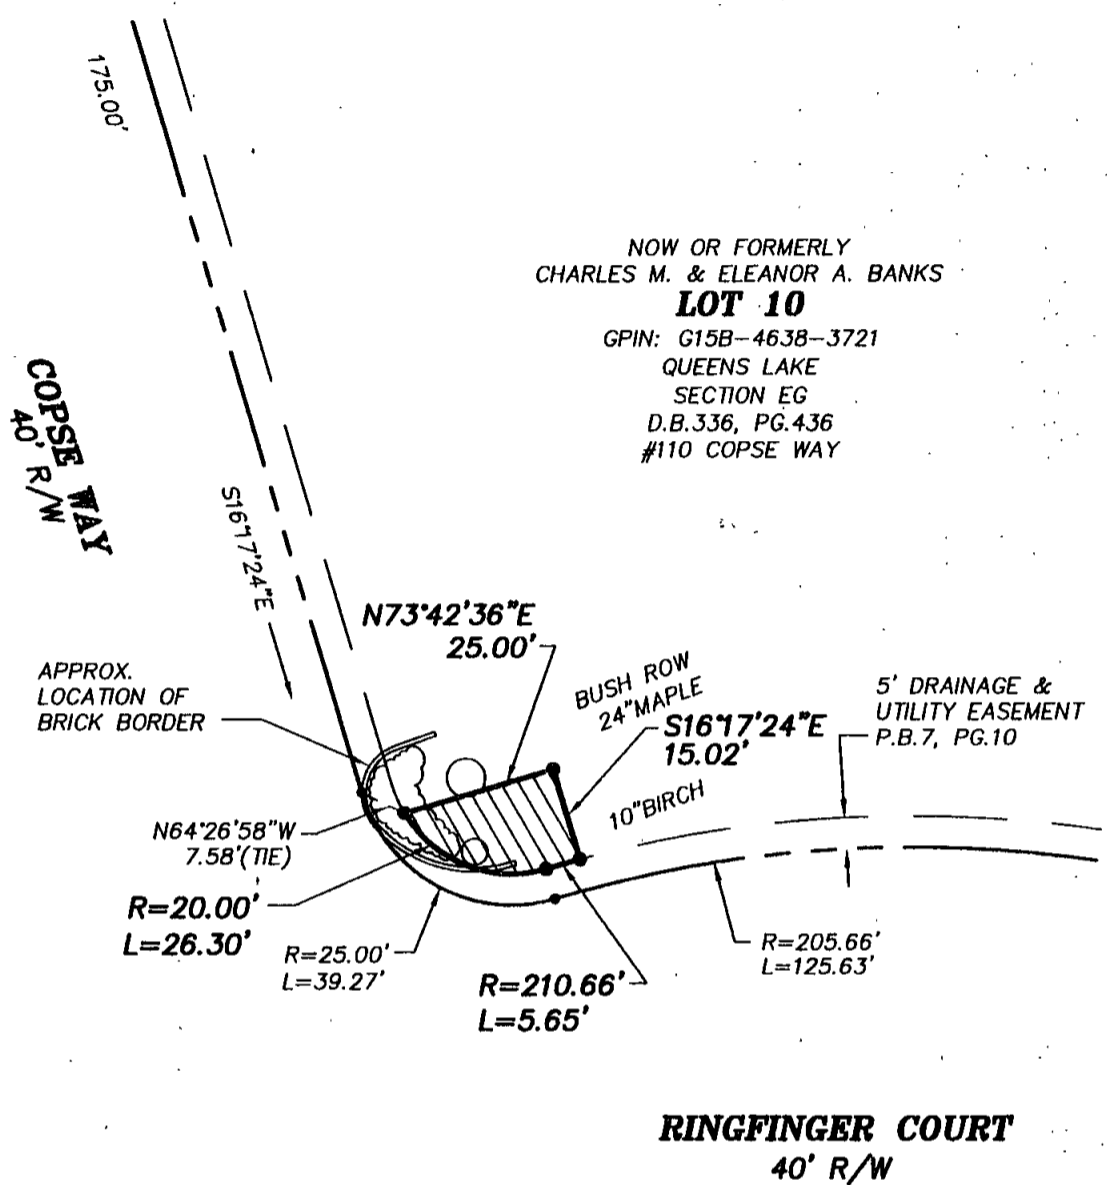 175.00'
NOW OR FORMERLY
CHARLES M. & ELEANOR A. BANKS
LOT 10
GPIN: G15B-4638-3721
QUEENS LAKE
SECTION EG
D.B.336, PG.436
#110 COPSE WAY
COPSE WAY
40' R/W
S16°17'24"E
N73°42'36"E
25.00'
APPROX.
LOCATION OF
BRICK BORDER
BUSH ROW
24"MAPLE
S16°17'24"E
15.02'
5' DRAINAGE &
UTILITY EASEMENT
P.B.7, PG.10
10"BIRCH
N64°26'58"W
7.58'(TIE)
R=20.00'
L=26.30'
R=25.00'
L=39.27'
R=210.66'
L=5.65'
R=205.66'
L=125.63'
RINGFINGER COURT
40' R/W